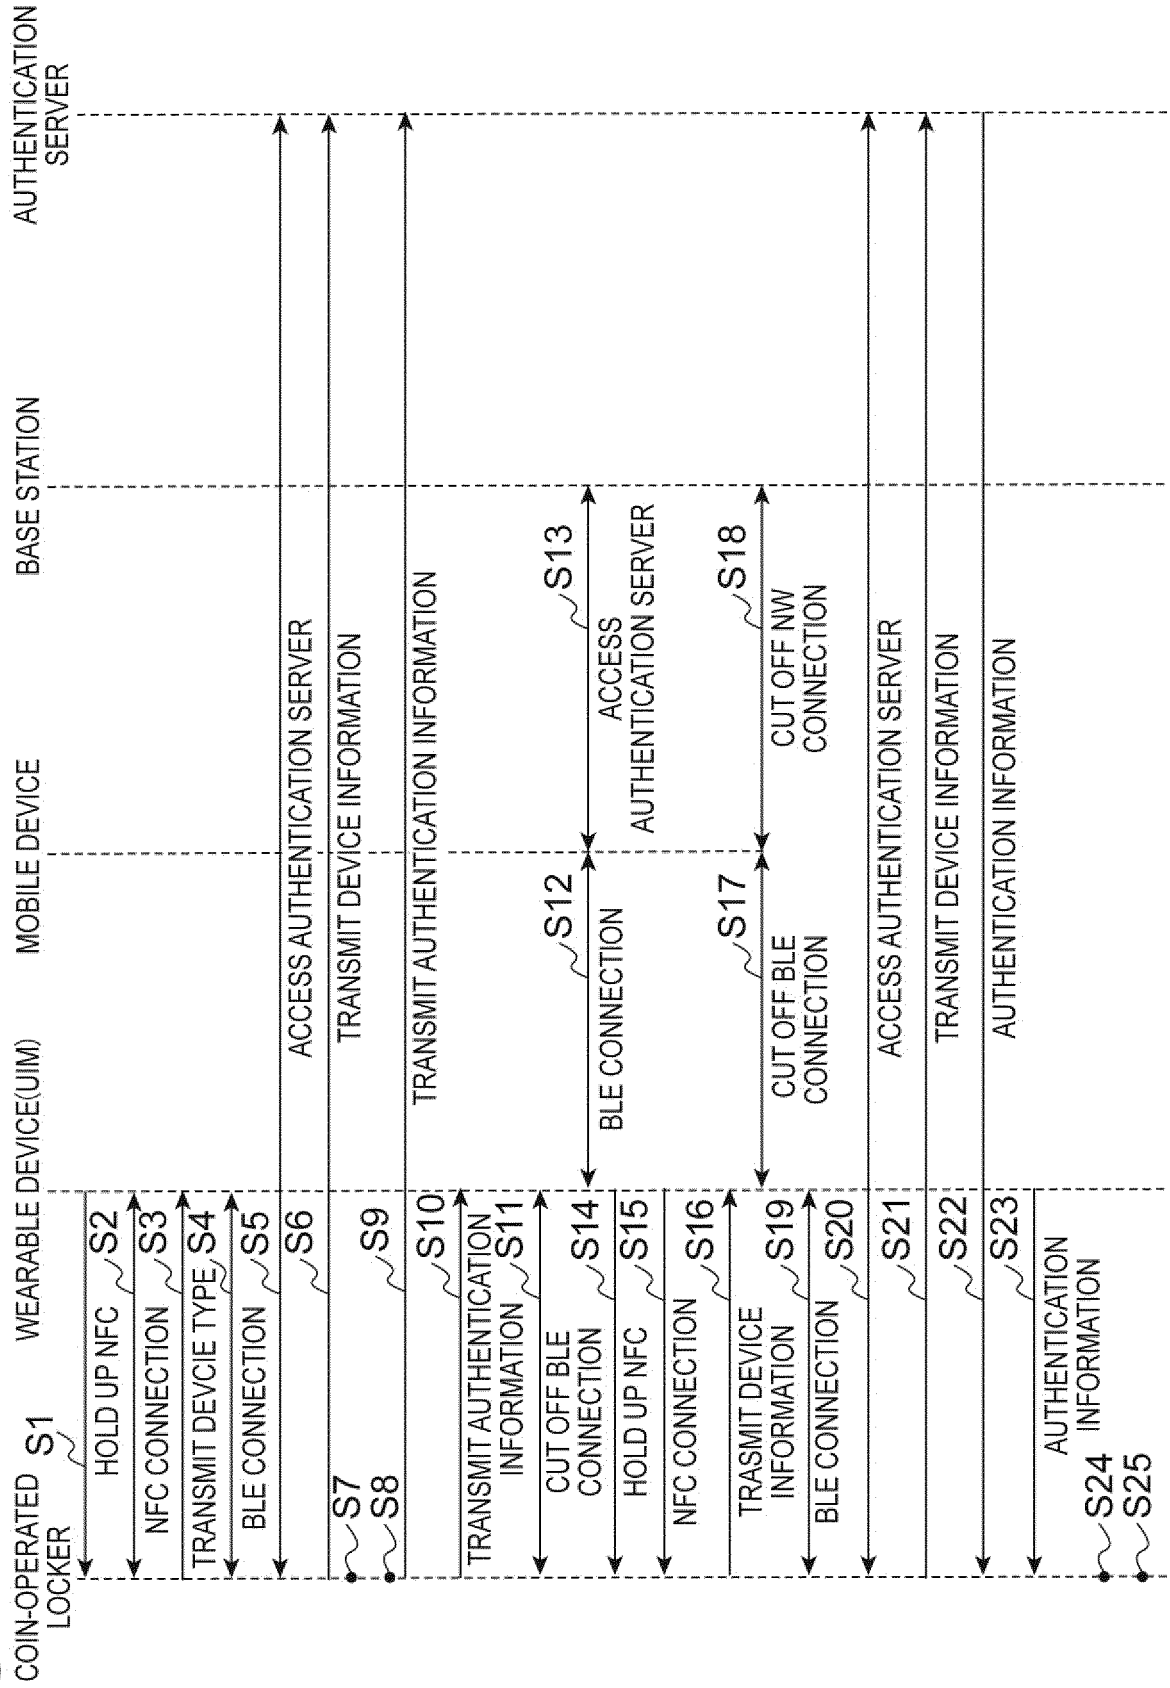 COIN-OPERATED
LOCKER
WEARABLE DEVICE(UIM)
MOBILE DEVICE
BASE STATION
AUTHENTICATION
SERVER
S1
HOLD UP NFC
S2
NFC CONNECTION
S3
TRANSMIT DEVCIE TYPE
S4
BLE CONNECTION
S5
ACCESS AUTHENTICATION SERVER
S6
TRANSMIT DEVICE INFORMATION
S7
S8
S9
TRANSMIT AUTHENTICATION INFORMATION
S10
TRANSMIT AUTHENTICATION
INFORMATION
S11
CUT OFF BLE
CONNECTION
S12
BLE CONNECTION
S13
ACCESS
AUTHENTICATION SERVER
S14
HOLD UP NFC
S15
NFC CONNECTION
S16
TRASMIT DEVICE
INFORMATION
S17
CUT OFF BLE
CONNECTION
S18
CUT OFF NW
CONNECTION
S19
BLE CONNECTION
S20
ACCESS AUTHENTICATION SERVER
S21
TRANSMIT DEVICE INFORMATION
S22
AUTHENTICATION INFORMATION
S23
AUTHENTICATION
INFORMATION
S24
S25